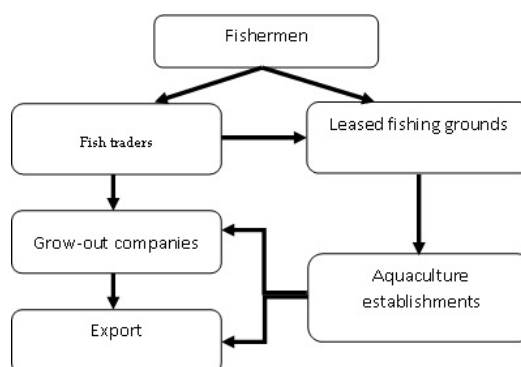 Fishermen
Fish traders
Leased fishing grounds
Grow-out companies
Aquaculture
establishments
Export